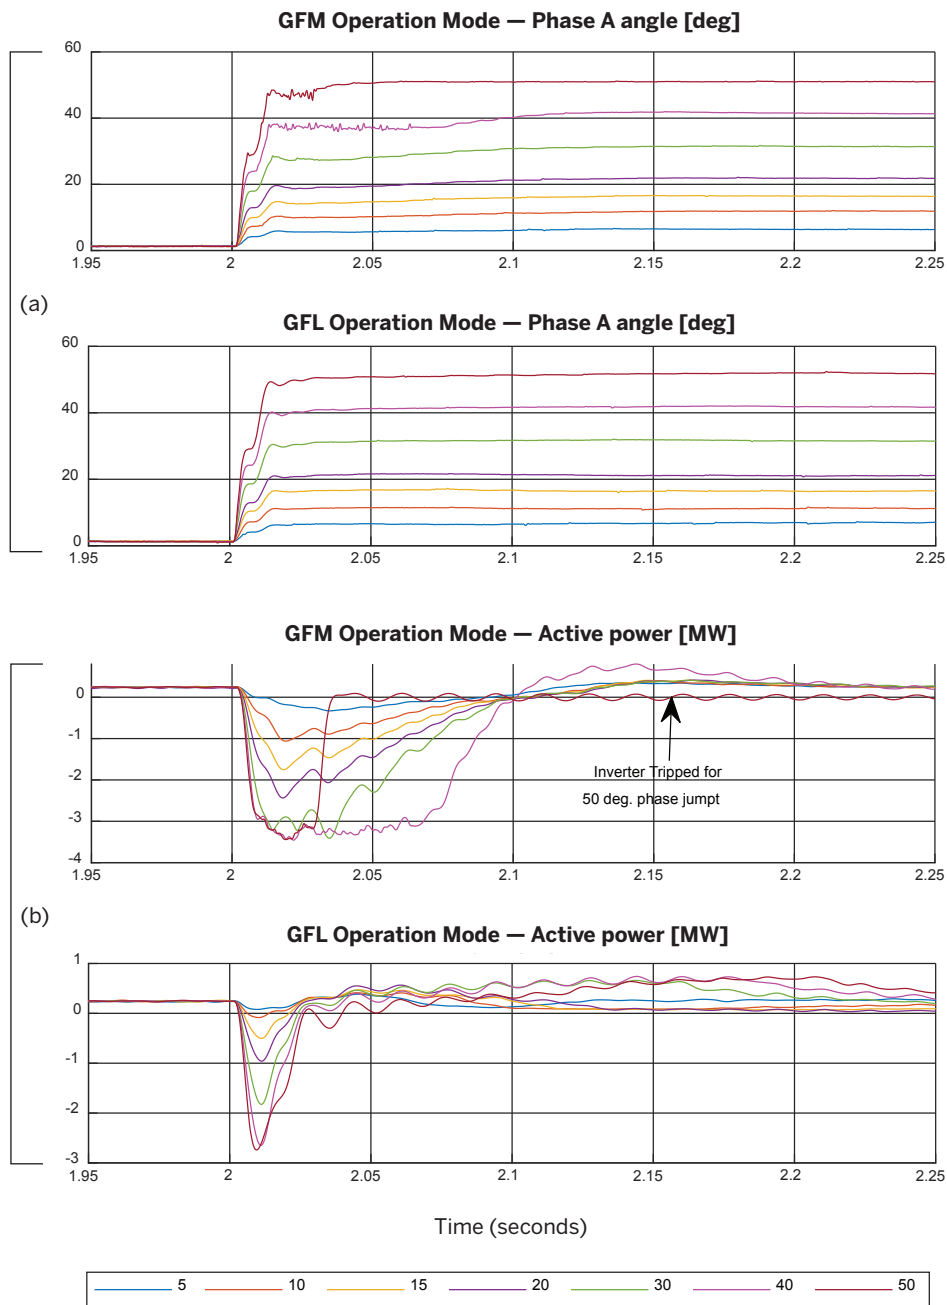 GFM Operation Mode — Phase A angle [deg]
60
40
20
0
1.95 2 2.05 2.1 2.15 2.2 2.25
(a)
GFL Operation Mode — Phase A angle [deg]
60
40
20
0
1.95 2 2.05 2.1 2.15 2.2 2.25
GFM Operation Mode — Active power [MW]
0
-1
-2
-3
-4
Inverter Tripped for
50 deg. phase jumpt
1.95 2 2.05 2.1 2.15 2.2 2.25
(b)
GFL Operation Mode — Active power [MW]
1
0
-1
-2
-3
1.95 2 2.05 2.1 2.15 2.2 2.25
Time (seconds)
5 10 15 20 30 40 50